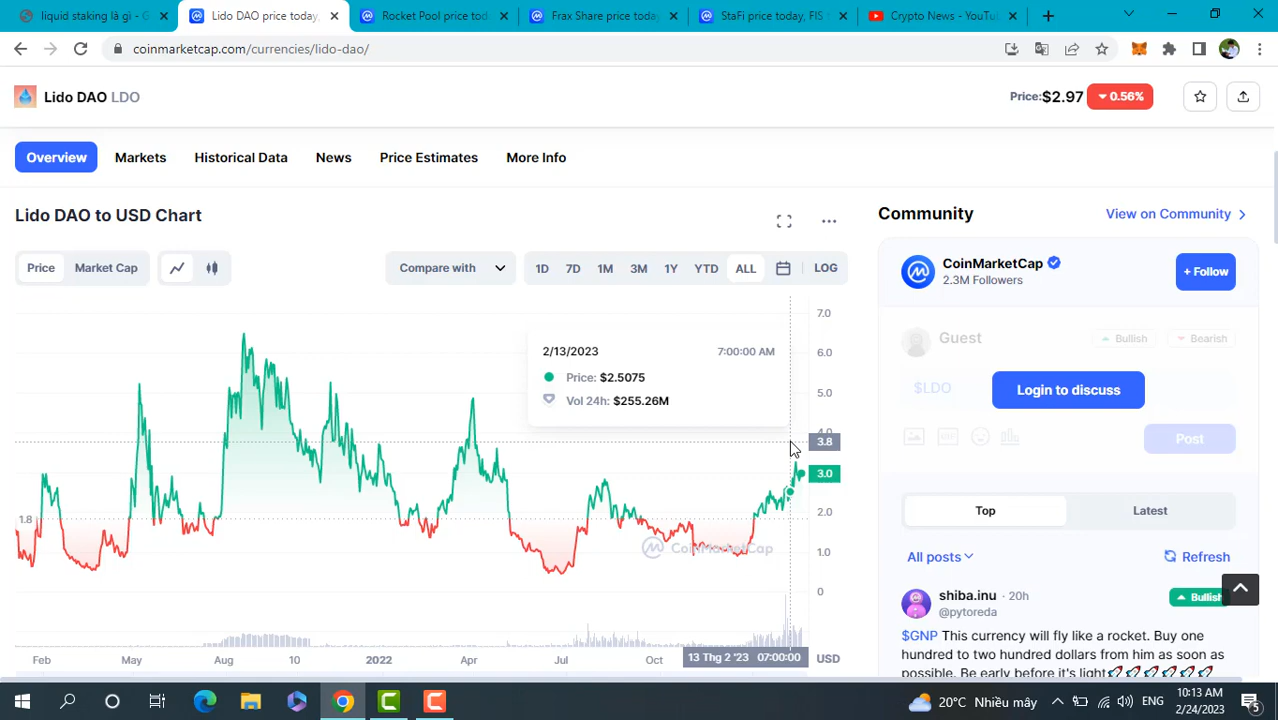 liquid staking là gì - G
Lido DAO price today,
Rocket Pool price tod
Frax Share price today
StaFi price today, FIS
Crypto News - YouTu
coinmarketcap.com/currencies/lido-dao/
Lido DAO LDO
Price: $2.97 0.56%
Overview Markets Historical Data News Price Estimates More Info
Lido DAO to USD Chart
Price Market Cap Compare with 1D 7D 1M 3M 1Y YTD ALL LOG
7.0
6.0
5.0
4.0
3.8
3.0
2.0
1.0
0
1.8
2/13/2023 7:00:00 AM
Price: $2.5075
Vol 24h: $255.26M
CoinMarketCap
Feb May Aug 10 2022 Apr Jul Oct 13 Thg 2 '23 07:00:00 USD
Community View on Community
CoinMarketCap
2.3M Followers
+ Follow
Guest Bullish Bearish
$LDO
Login to discuss
GIF
Post
Top Latest
All posts Refresh
shiba.inu · 20h Bullish
@pytoreda
$GNP This currency will fly like a rocket. Buy one
hundred to two hundred dollars from him as soon as
possible. Be early before it's light
20°C Nhiều mây ENG 10:13 AM
2/24/2023 5